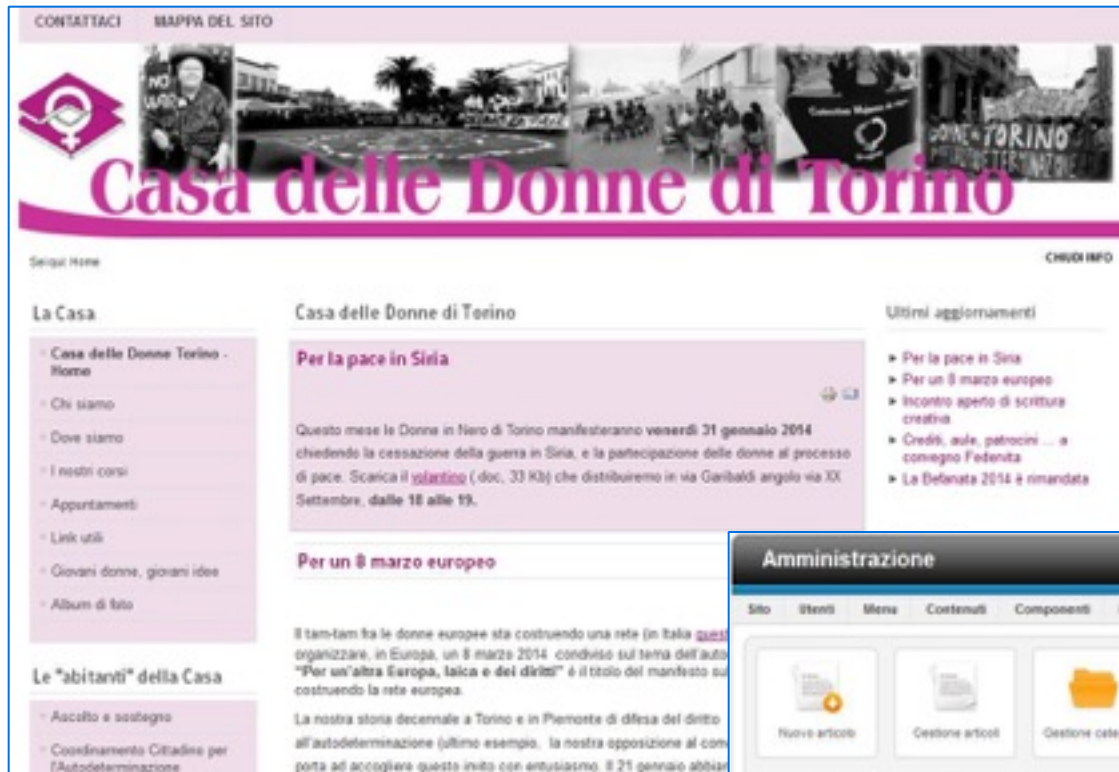 CONTATTACI MAPPA DEL SITO
NO WAR
DONNE TORINO
Casa delle Donne di Torino
Sei qui: Home
CHIUDI INFO
La Casa
Casa delle Donne Torino -
Home
Chi siamo
Dove siamo
I nostri corsi
Appuntamenti
Link utili
Giovani donne, giovani idee
Album di foto
Le "abitanti" della Casa
Ascolto e sostegno
Coordinamento Cittadino per
l'Autodeterminazione
Casa delle Donne di Torino
Per la pace in Siria
Questo mese le Donne in Nero di Torino manifesteranno venerdì 31 gennaio 2014
chiedendo la cessazione della guerra in Siria, e la partecipazione delle donne al processo
di pace. Scarica il volantino (.doc, 33 Kb) che distribuiremo in via Garibaldi angolo via XX
Settembre, dalle 18 alle 19.
Per un 8 marzo europeo
Il tam-tam fra le donne europee sta costruendo una rete (in Italia quest
organizzare, in Europa, un 8 marzo 2014 condiviso sul tema dell'auto
"Per un'altra Europa, laica e dei diritti" è il titolo del manifesto su
costruendo la rete europea.
La nostra storia decennale a Torino e in Piemonte di difesa del diritto
all'autodeterminazione (ultimo esempio, la nostra opposizione al com
porta ad accogliere questo invito con entusiasmo. Il 21 gennaio abbiam
Ultimi aggiornamenti
Per la pace in Siria
Per un 8 marzo europeo
Incontro aperto di scrittura
creativa
Crediti, aule, patrocini ... a
convegno Federvita
La Befanata 2014 è rimandata
Amministrazione
Sito Utenti Menu Contenuti Componenti
Nuovo articolo Gestione articoli Gestione cate